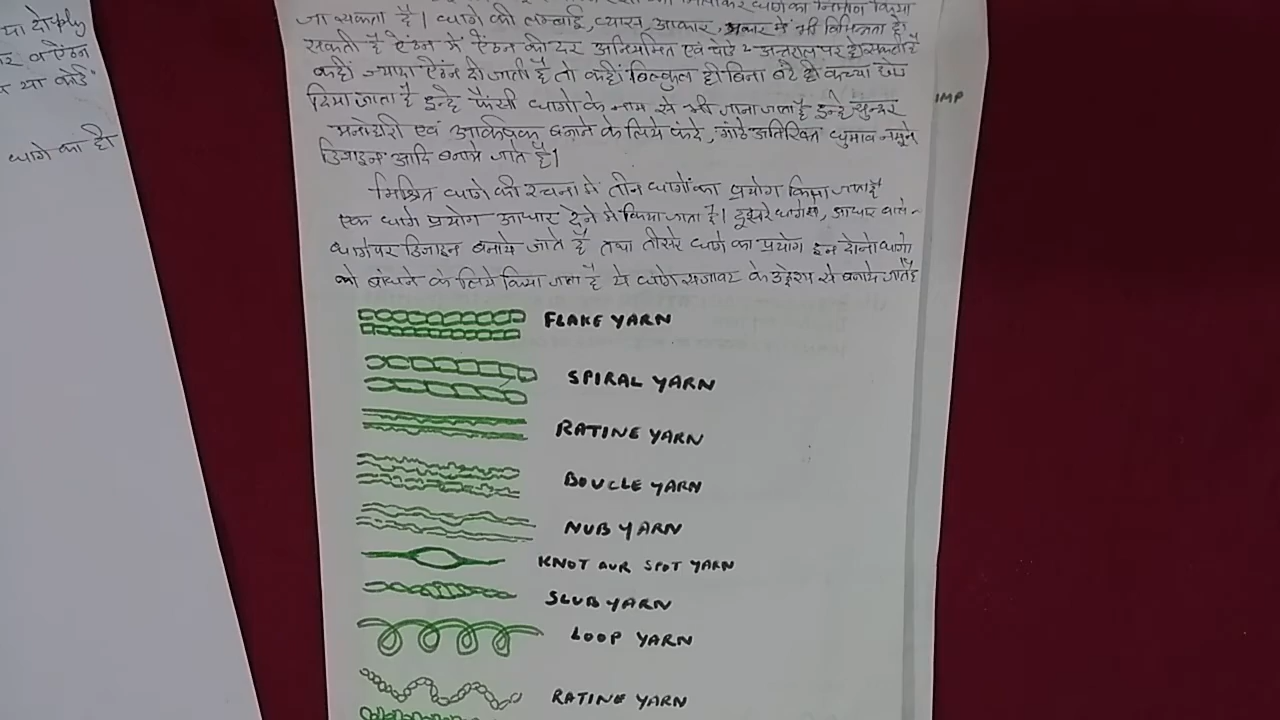 या दो ply
र व ऐंठन
या कार्ड"
धागे का ही
धागे का निर्माण किया
जा सकता है। धागे की लम्बाई, व्यास, आकार, प्रकार में भी विभिन्नता हो
सकती है ऐंठन में ऐंठन की दर अनियमित एवं थोडे2 अन्तराल पर हो सकता है
कहीं ज्यादा ऐंठन दी जाती है तो कहीं बिल्कुल ही बिना बटे ही कच्चा छोड
दिया जाता है इन्हे फैंसी धागो के नाम से भी जाना जाता है इन्हे सुन्दर
IMP
मनोहारी एवं आकर्षक बनाने के लिये फंदे, गांठे अतिरिक्त घुमाव नमूने
डिजाइन आदि बनाये जाते है।
मिश्रित धागे की रचना में तीन धागों का प्रयोग किया जाता है
एक धागे प्रयोग आधार देने मे किया जाता है। दूसरे धागेसे, आधार वाले-
धागे पर डिजाइन बनाये जाते है तथा तीसरे धागे का प्रयोग इन दोनो धागो
को बांधने के लिये किया जाता है ये धागे सजावट के उद्देश्य से बनाये जाते है
FLAKE YARN
SPIRAL YARN
RATINE YARN
BOUCLE YARN
NUB YARN
KNOT AUR SPOT YARN
SLUB YARN
LOOP YARN
RATINE YARN